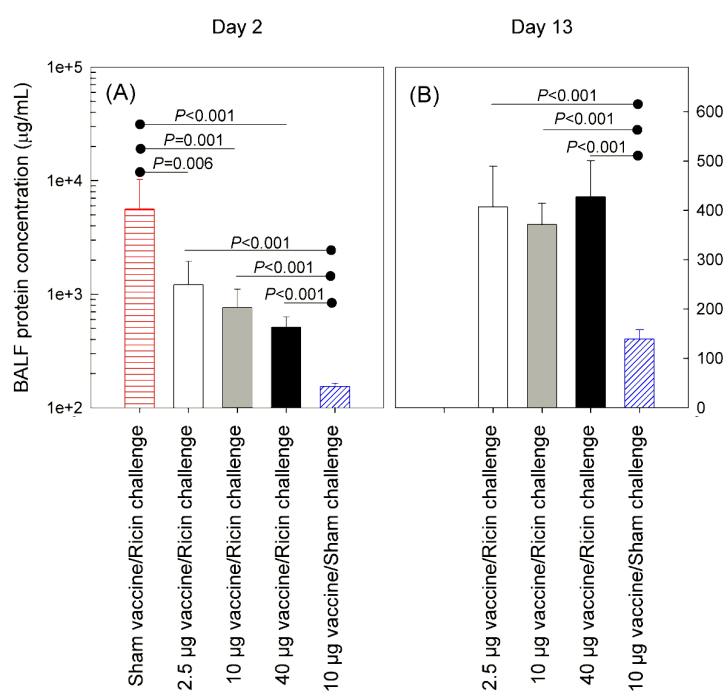 Day 2
Day 13
BALF protein concentration (µg/mL)
1e+5
1e+4
1e+3
1e+2
(A)
P<0.001
P=0.001
P=0.006
P<0.001
P<0.001
P<0.001
(B)
P<0.001
P<0.001
P<0.001
600
500
400
300
200
100
0
Sham vaccine/Ricin challenge
2.5 µg vaccine/Ricin challenge
10 µg vaccine/Ricin challenge
40 µg vaccine/Ricin challenge
10 µg vaccine/Sham challenge
2.5 µg vaccine/Ricin challenge
10 µg vaccine/Ricin challenge
40 µg vaccine/Ricin challenge
10 µg vaccine/Sham challenge